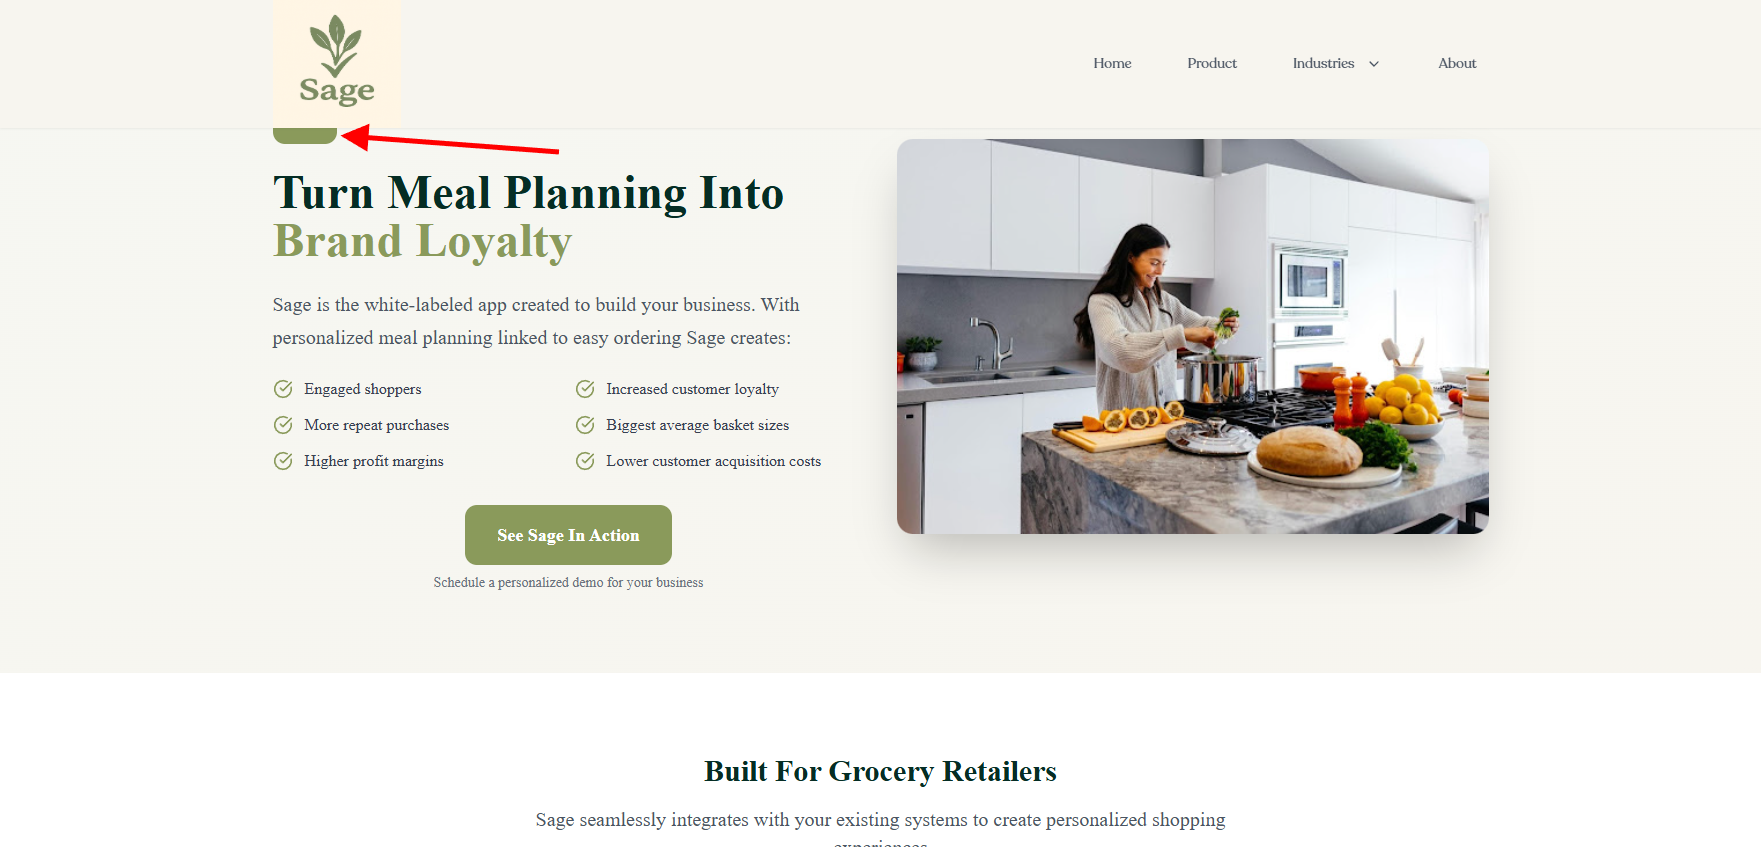 Sage
Home Product Industries About
Turn Meal Planning Into
Brand Loyalty
Sage is the white-labeled app created to build your business. With
personalized meal planning linked to easy ordering Sage creates:
Engaged shoppers
Increased customer loyalty
More repeat purchases
Biggest average basket sizes
Higher profit margins
Lower customer acquisition costs
See Sage In Action
Schedule a personalized demo for your business
Built For Grocery Retailers
Sage seamlessly integrates with your existing systems to create personalized shopping
experiences